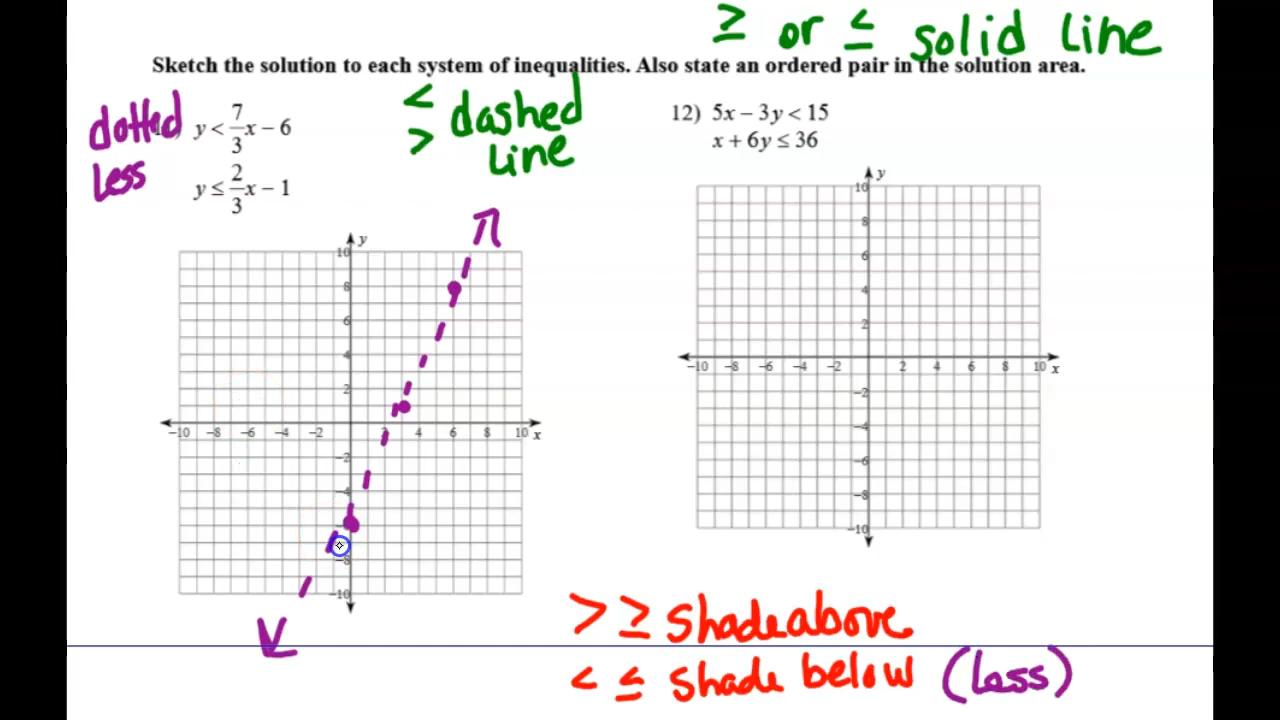 ≥ or ≤ solid line
Sketch the solution to each system of inequalities. Also state an ordered pair in the solution area.
dotted
less
y < 7/3 x − 6
y ≤ 2/3 x − 1
< dashed
> line
12) 5x − 3y < 15
x + 6y ≤ 36
y
10
8
6
4
2
−10 −8 −6 −4 −2 2 4 6 8 10 x
−2
−4
−8
−10
y
10
8
6
4
2
−10 −8 −6 −4 −2 2 4 6 8 10 x
−2
−4
−6
−8
−10
> ≥ shade above
< ≤ shade below (less)